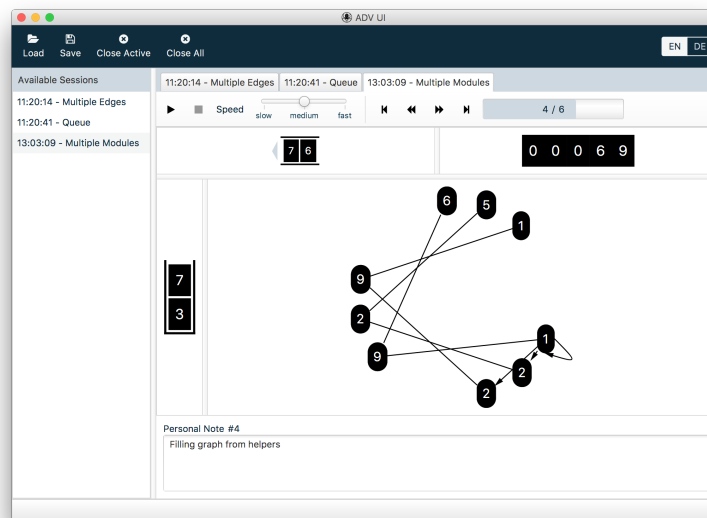 ADV UI
Load Save Close Active Close All
EN DE
Available Sessions
11:20:14 - Multiple Edges
11:20:41 - Queue
13:03:09 - Multiple Modules
11:20:14 - Multiple Edges 11:20:41 - Queue 13:03:09 - Multiple Modules
Speed
slow medium fast
4 / 6
7 6
0 0 0 6 9
6
5
1
9
7
2
3
1
9
2
2
Personal Note #4
Filling graph from helpers